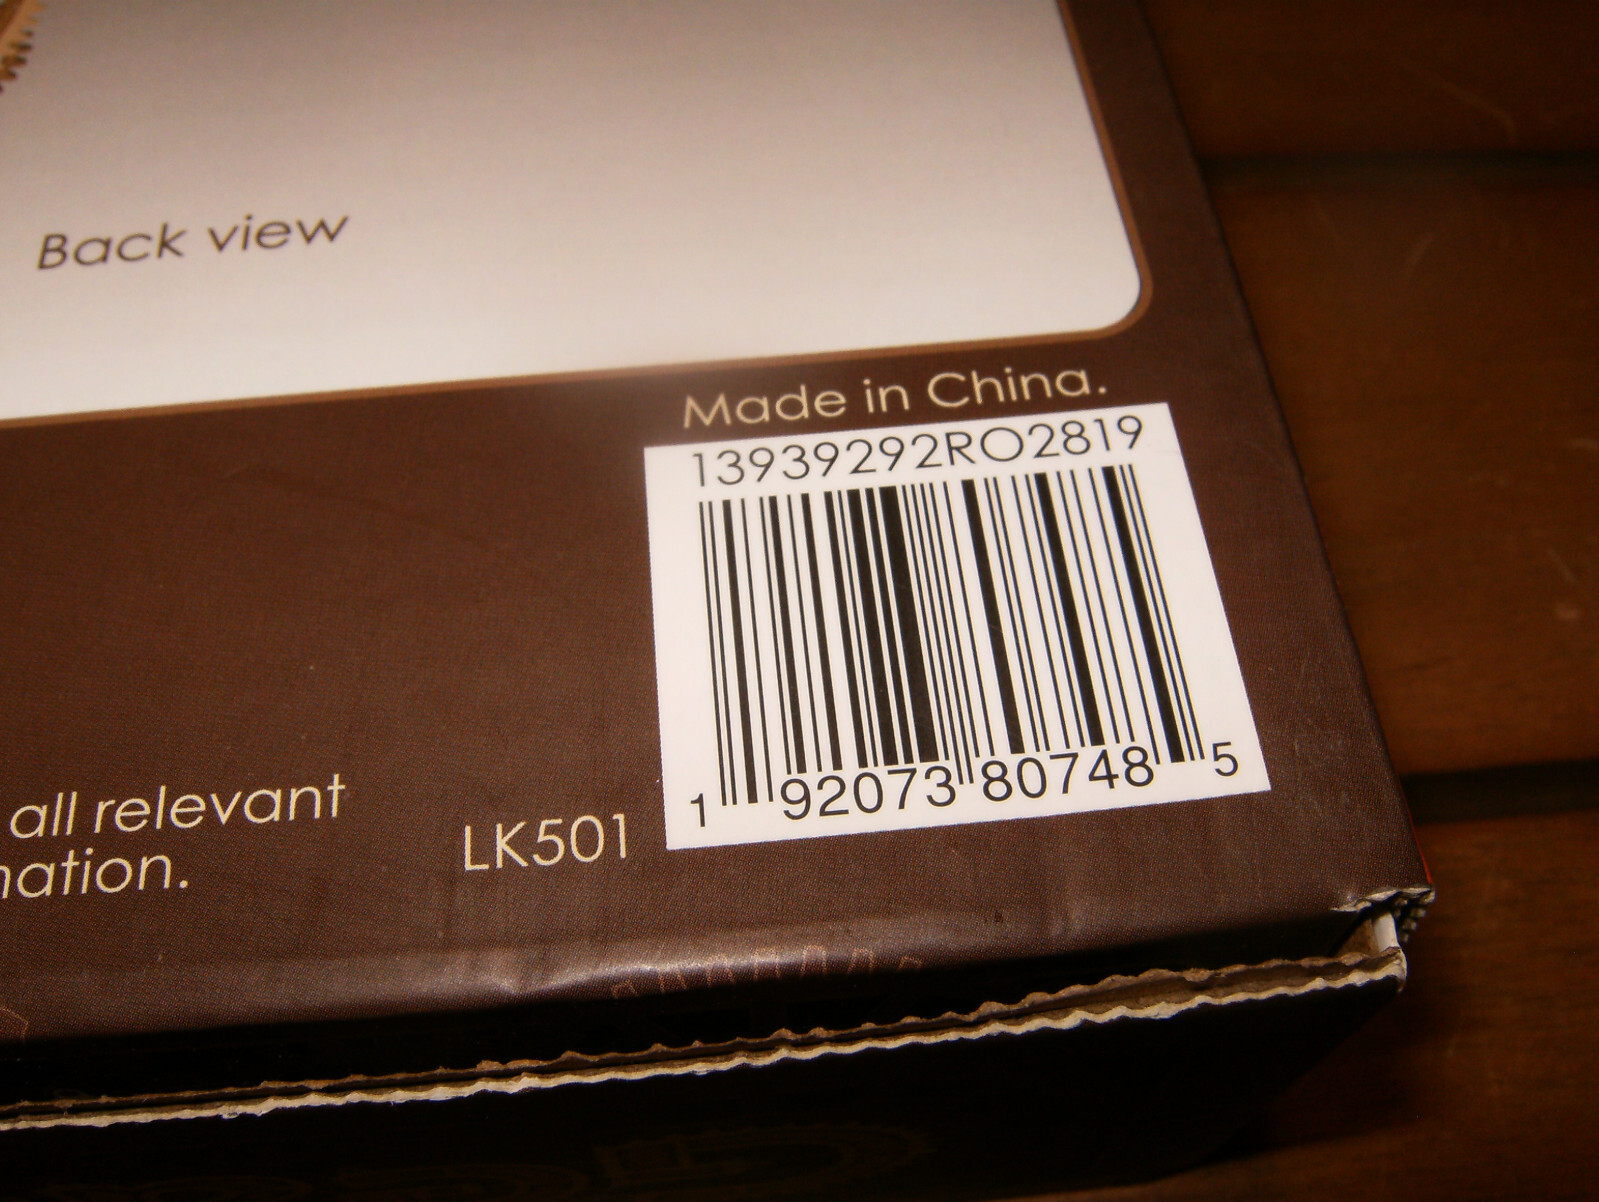 Back view
Made in China.
13939292RO2819
1 92073 80748 5
all relevant
LK501
nation.